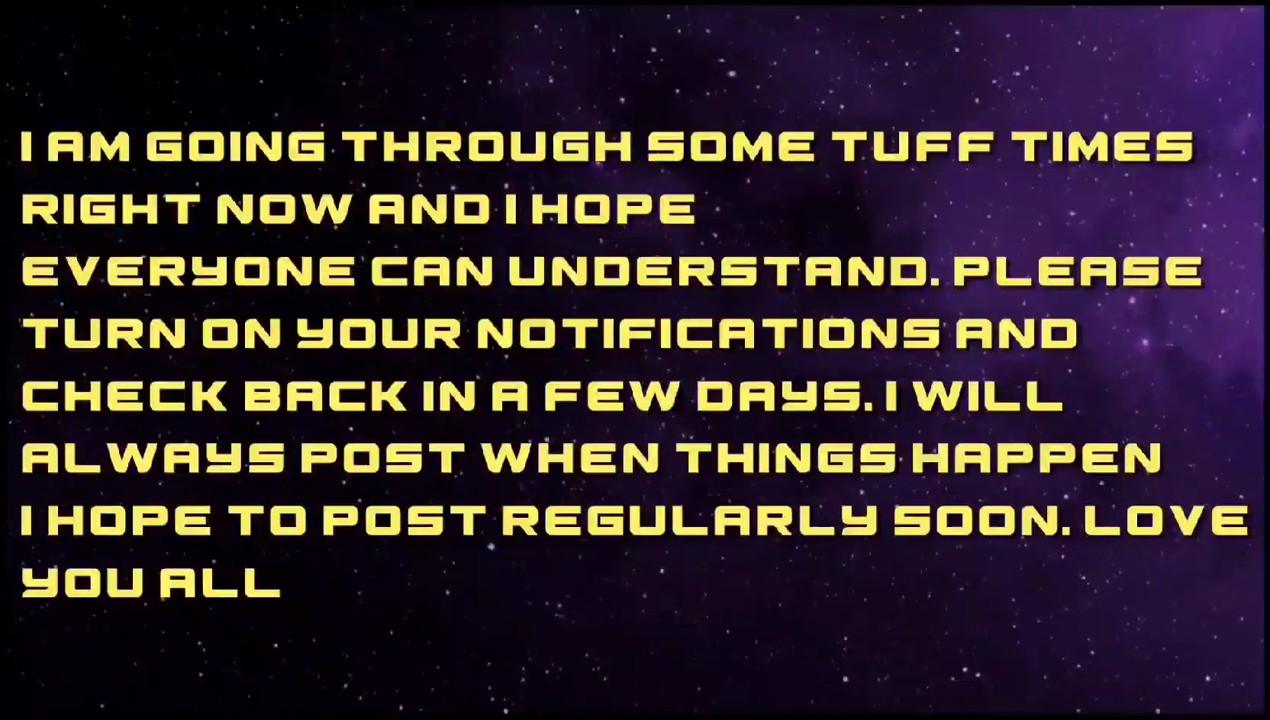 I AM GOING THROUGH SOME TUFF TIMES
RIGHT NOW AND I HOPE
EVERYONE CAN UNDERSTAND. PLEASE
TURN ON YOUR NOTIFICATIONS AND
CHECK BACK IN A FEW DAYS. I WILL
ALWAYS POST WHEN THINGS HAPPEN
I HOPE TO POST REGULARLY SOON. LOVE
YOU ALL